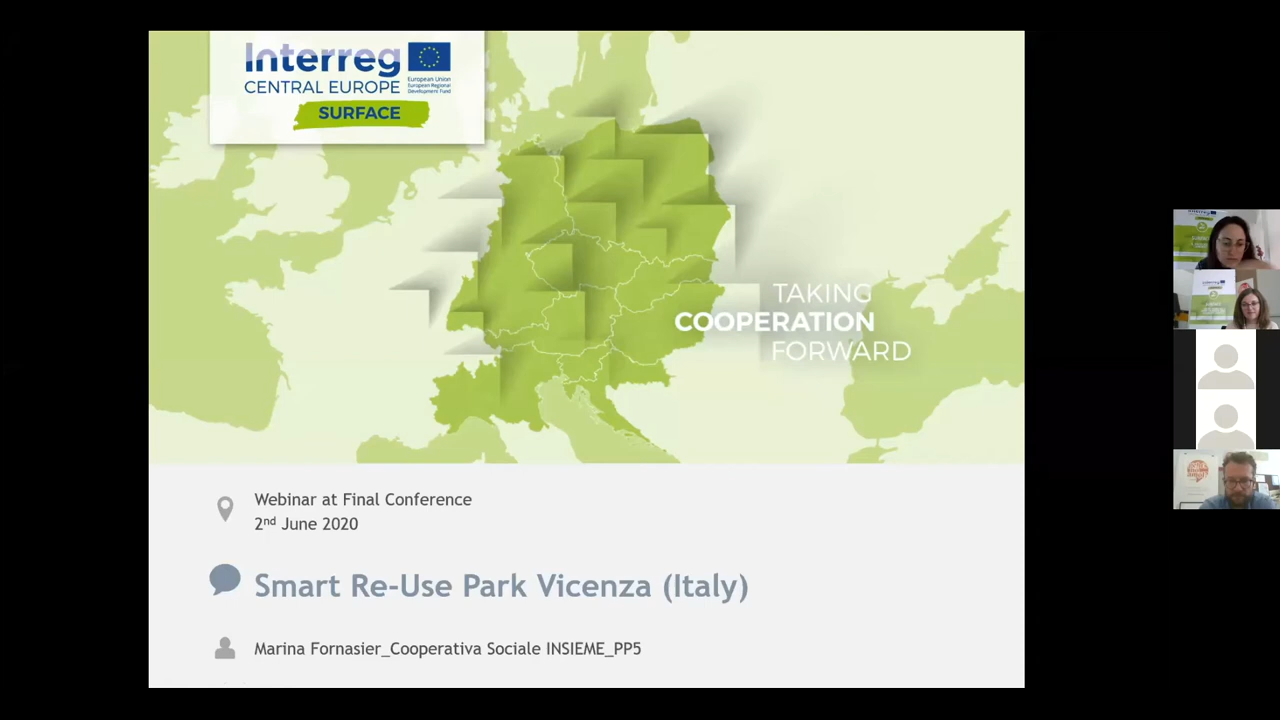 Interreg
CENTRAL EUROPE
European Union
European Regional
Development Fund
SURFACE
TAKING
COOPERATION
FORWARD
Webinar at Final Conference
2nd June 2020
Smart Re-Use Park Vicenza (Italy)
Marina Fornasier_Cooperativa Sociale INSIEME_PP5